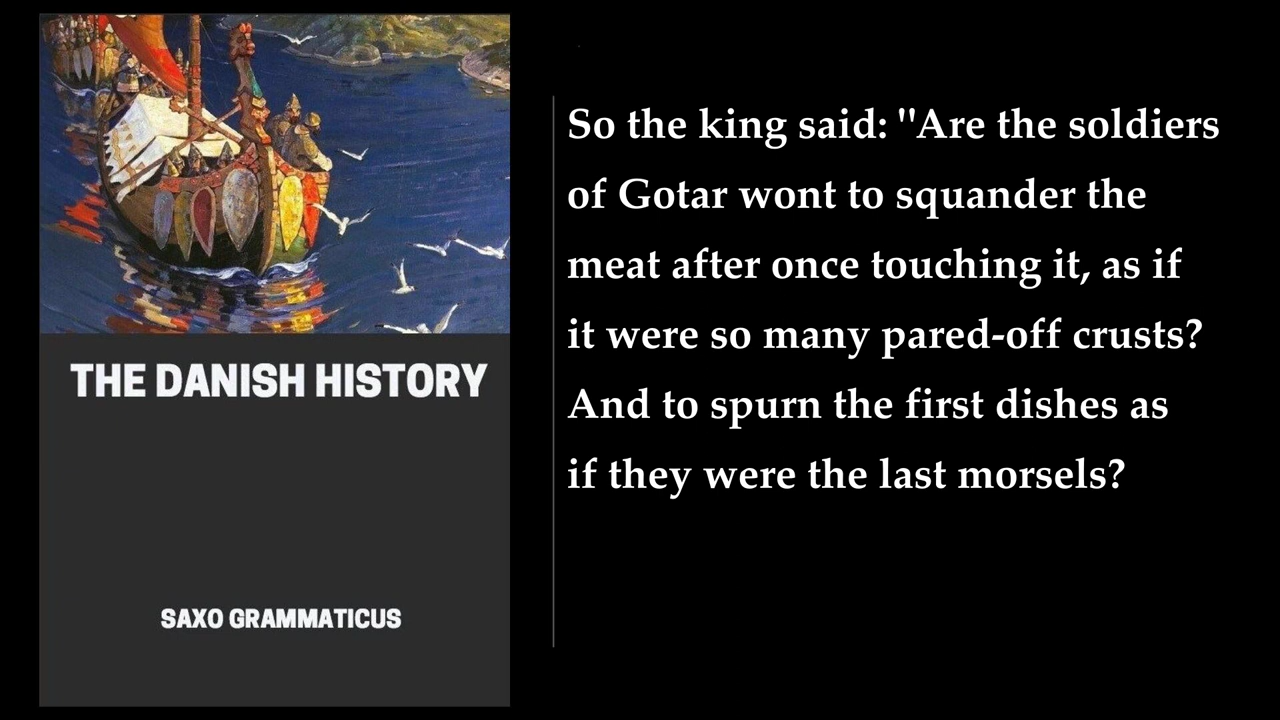 THE DANISH HISTORY
SAXO GRAMMATICUS
So the king said: "Are the soldiers
of Gotar wont to squander the
meat after once touching it, as if
it were so many pared-off crusts?
And to spurn the first dishes as
if they were the last morsels?